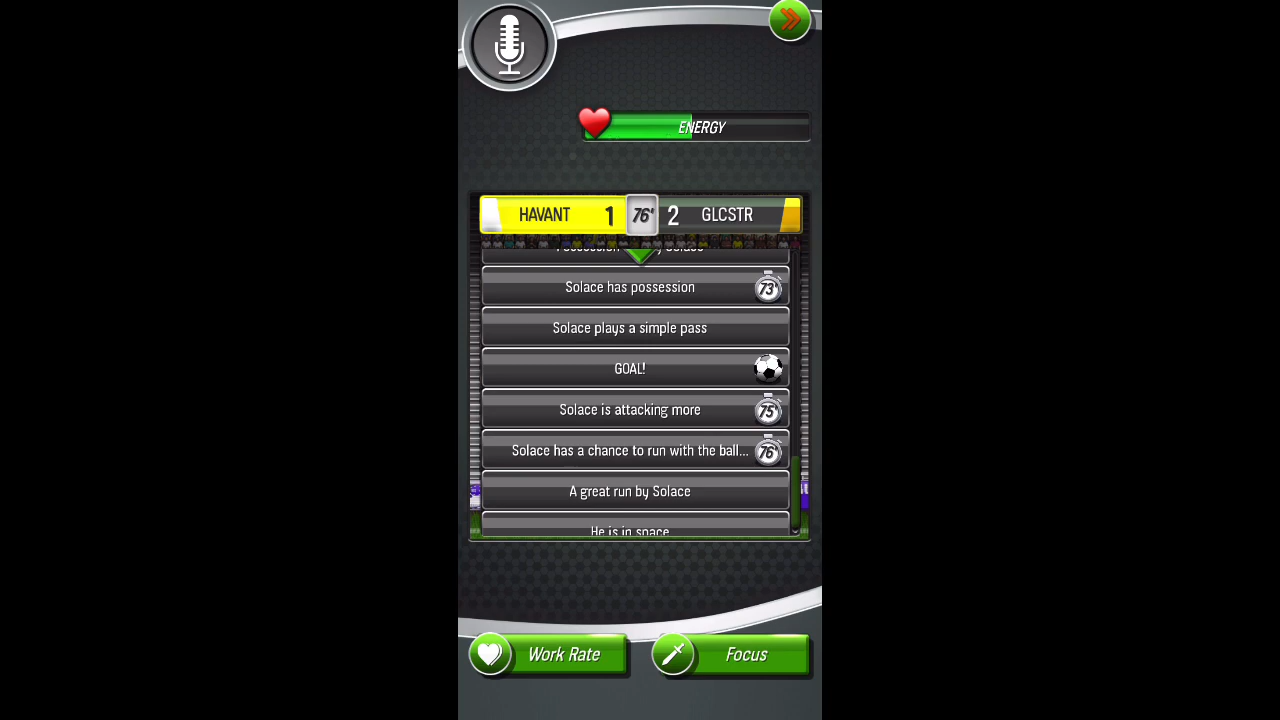 ENERGY
HAVANT 1 76' 2 GLCSTR
Solace has possession 73'
Solace plays a simple pass
GOAL!
Solace is attacking more 75'
Solace has a chance to run with the ball... 76'
A great run by Solace
He is in space
Work Rate
Focus